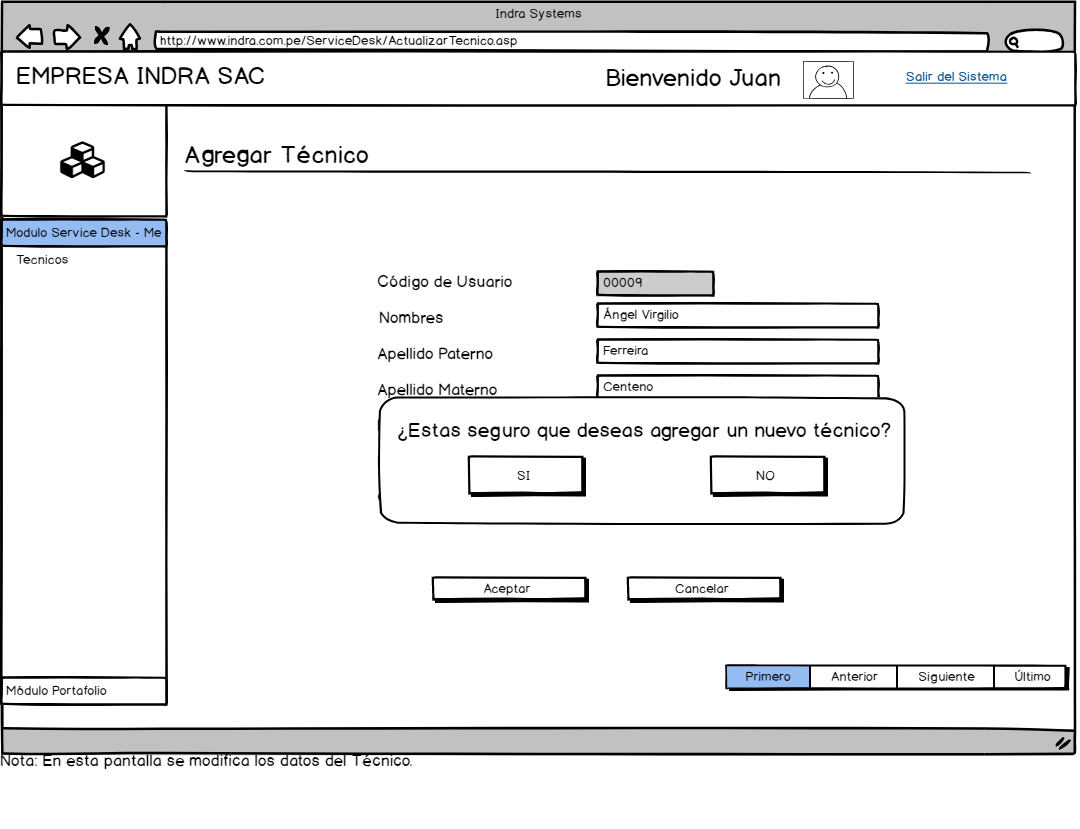 Indra Systems
http://www.indra.com.pe/ServiceDesk/ActualizarTecnico.asp
EMPRESA INDRA SAC
Bienvenido Juan
Salir del Sistema
Agregar Técnico
Modulo Service Desk - Me
Tecnicos
Código de Usuario
00009
Nombres
Ángel Virgilio
Apellido Paterno
Ferreira
Apellido Materno
Centeno
¿Estas seguro que deseas agregar un nuevo técnico?
SI
NO
Aceptar
Cancelar
Primero
Anterior
Siguiente
Último
Módulo Portafolio
Nota: En esta pantalla se modifica los datos del Técnico.